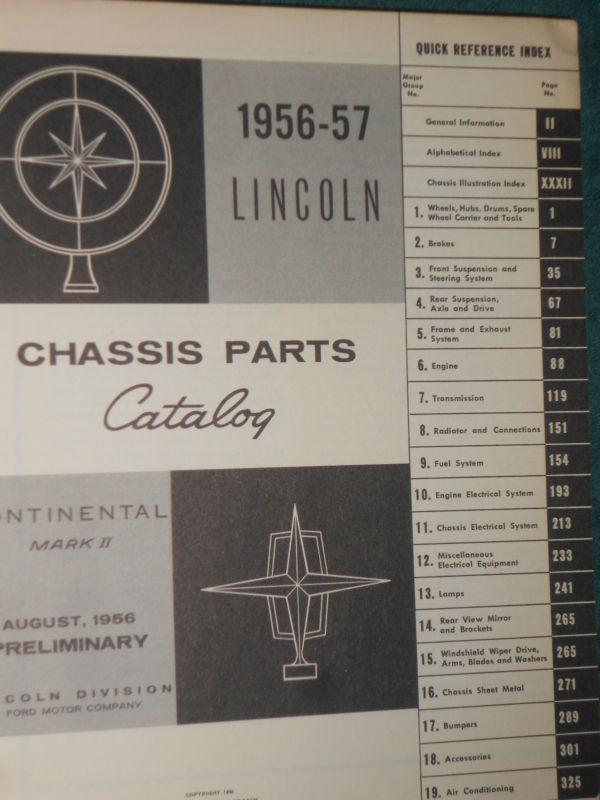 1956-57
LINCOLN
CHASSIS PARTS
Catalog
NTINENTAL
MARK II
AUGUST, 1956
PRELIMINARY
COLN DIVISION
FORD MOTOR COMPANY
COPYRIGHT 1956
QUICK REFERENCE INDEX
Major Page
Group No.
No.
General Information II
Alphabetical Index VIII
Chassis Illustration Index XXXII
1. Wheels, Hubs, Drums, Spare 1
Wheel Carrier and Tools
2. Brakes 7
3. Front Suspension and 35
Steering System
4. Rear Suspension, 67
Axle and Drive
5. Frame and Exhaust 81
System
6. Engine 88
7. Transmission 119
8. Radiator and Connections 151
9. Fuel System 154
10. Engine Electrical System 193
11. Chassis Electrical System 213
12. Miscellaneous 233
Electrical Equipment
13. Lamps 241
14. Rear View Mirror 265
and Brackets
15. Windshield Wiper Drive, 265
Arms, Blades and Washers
16. Chassis Sheet Metal 271
17. Bumpers 289
18. Accessories 301
19. Air Conditioning 325